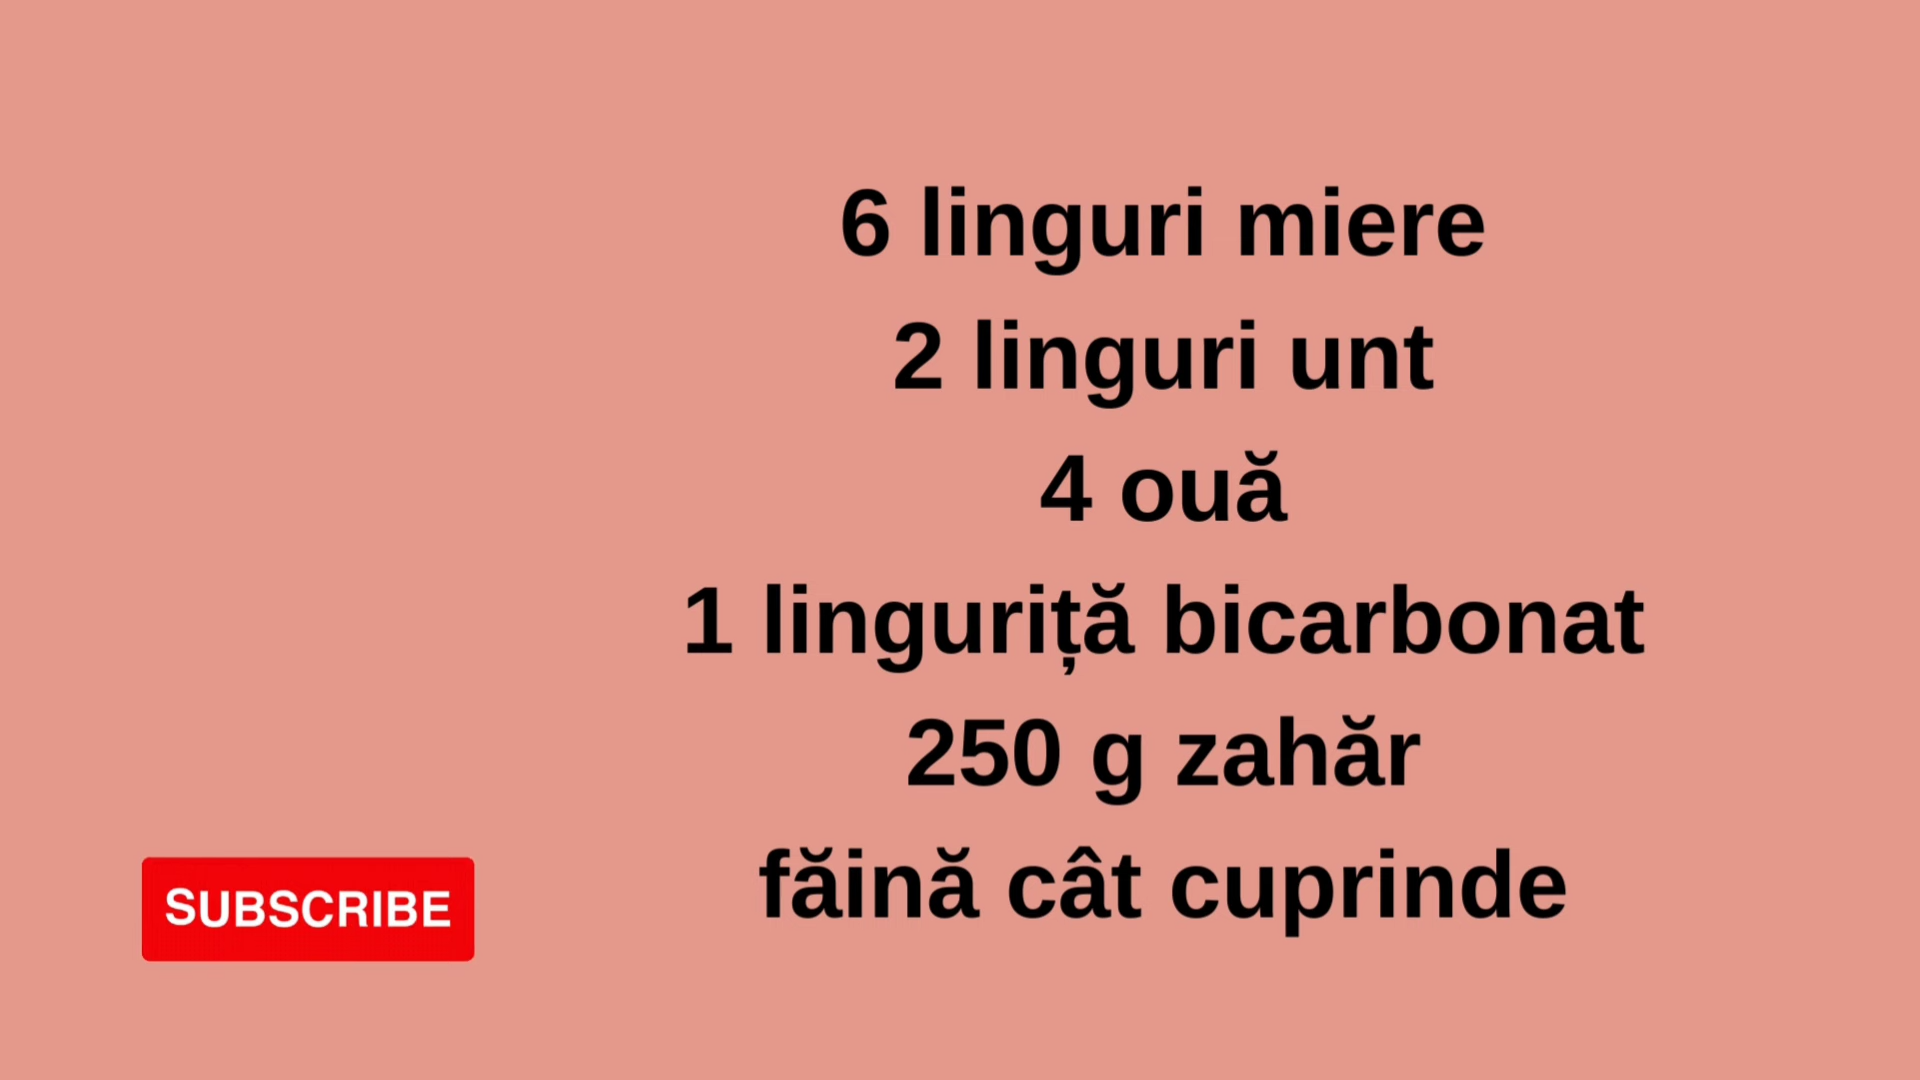 6 linguri miere
2 linguri unt
4 ouă
1 linguriță bicarbonat
250 g zahăr
făină cât cuprinde
SUBSCRIBE